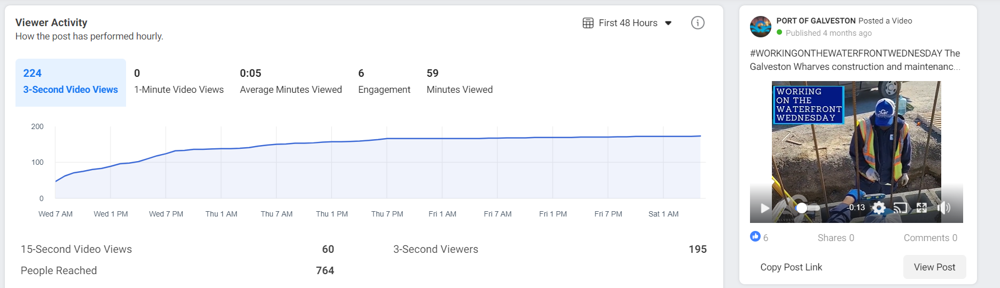 Viewer Activity
How the post has performed hourly.
First 48 Hours
224
3-Second Video Views
0
1-Minute Video Views
0:05
Average Minutes Viewed
6
Engagement
59
Minutes Viewed
200
100
0
Wed 7 AM
Wed 1 PM
Wed 7 PM
Thu 1 AM
Thu 7 AM
Thu 1 PM
Thu 7 PM
Fri 1 AM
Fri 7 AM
Fri 1 PM
Fri 7 PM
Sat 1 AM
15-Second Video Views 60
3-Second Viewers 195
People Reached 764
PORT OF GALVESTON Posted a Video
Published 4 months ago
#WORKINGONTHEWATERFRONTWEDNESDAY The
Galveston Wharves construction and maintenanc...
WORKING
ON THE
WATERFRONT
WEDNESDAY
-0:13
6
Shares 0
Comments 0
Copy Post Link
View Post